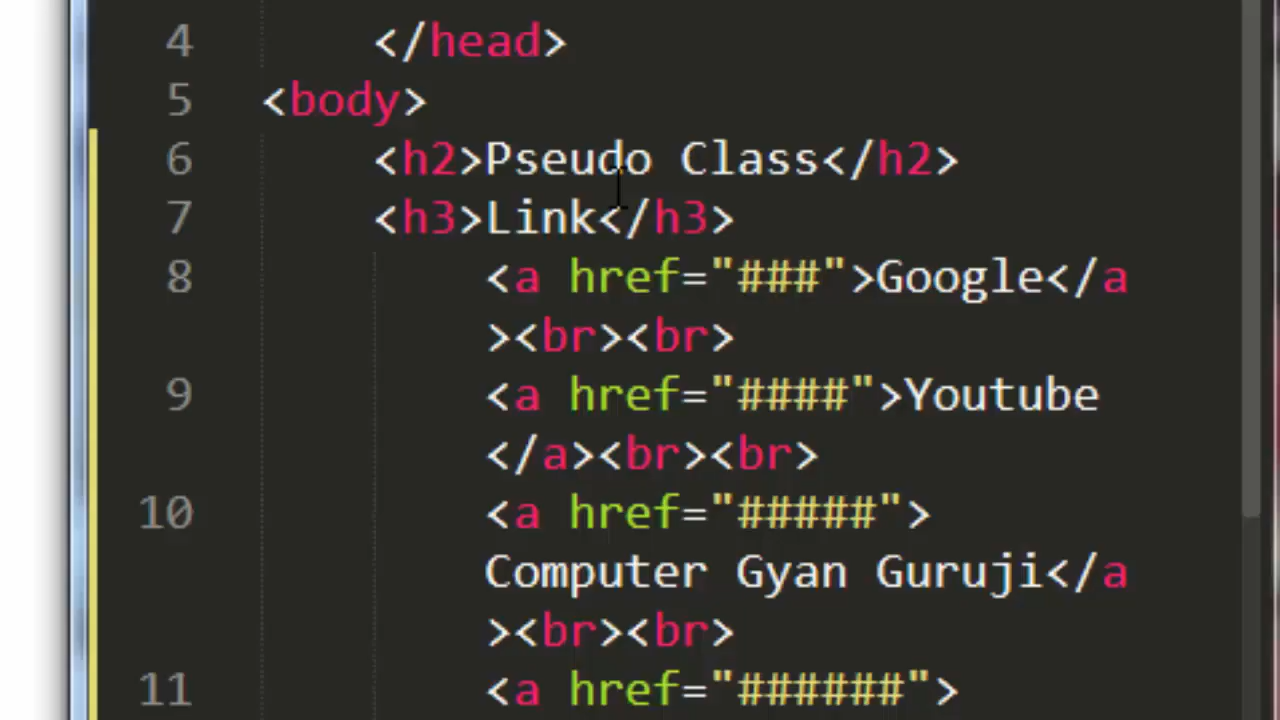 4 </head>
5 <body>
6 <h2>Pseudo Class</h2>
7 <h3>Link</h3>
8 <a href="###">Google</a
><br><br>
9 <a href="####">Youtube
</a><br><br>
10 <a href="#####">
Computer Gyan Guruji</a
><br><br>
11 <a href="######">